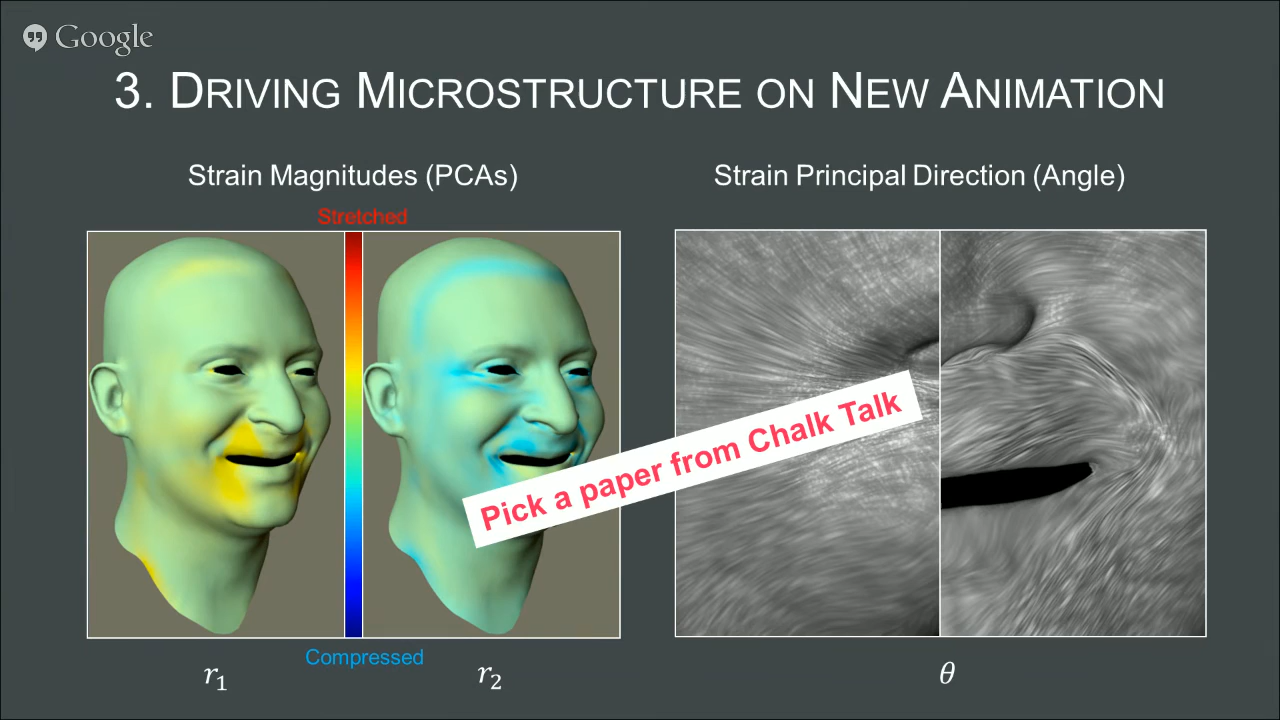 Google
3. DRIVING MICROSTRUCTURE ON NEW ANIMATION
Strain Magnitudes (PCAs)
Strain Principal Direction (Angle)
Stretched
Pick a paper from Chalk Talk
Compressed
r₁
r₂
θ